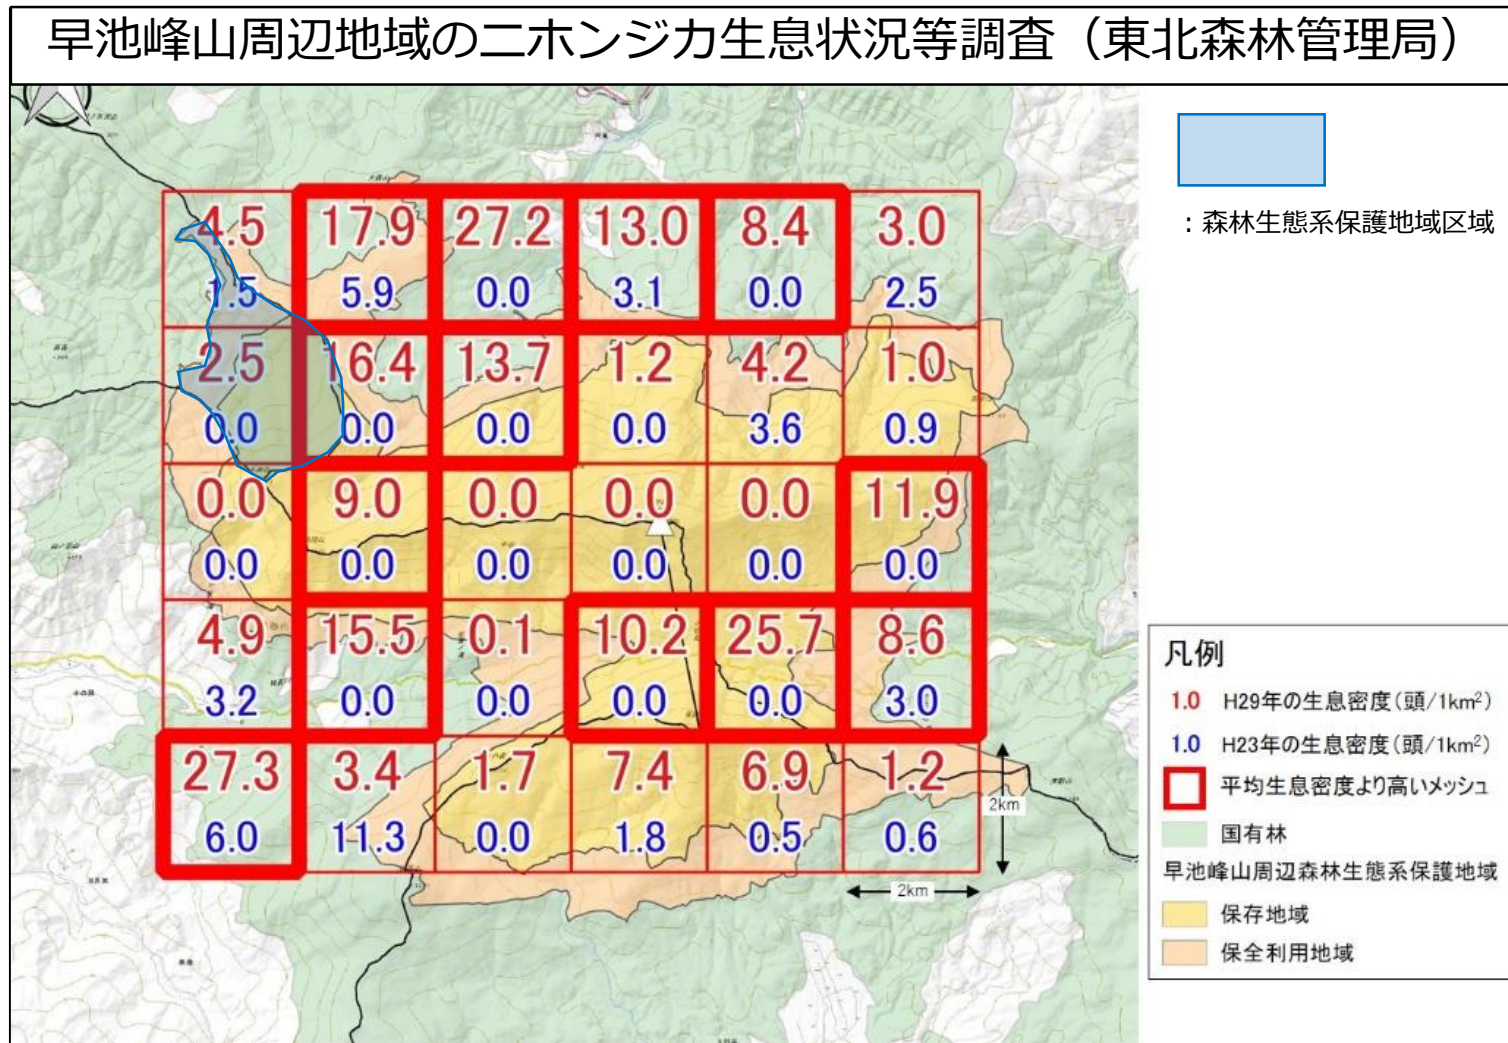 早池峰山周辺地域のニホンジカ生息状況等調査（東北森林管理局）
：森林生態系保護地域区域
4.5 17.9 27.2 13.0 8.4 3.0
1.5 5.9 0.0 3.1 0.0 2.5
2.5 16.4 13.7 1.2 4.2 1.0
0.0 0.0 0.0 0.0 3.6 0.9
0.0 9.0 0.0 0.0 0.0 11.9
0.0 0.0 0.0 0.0 0.0 0.0
4.9 15.5 0.1 10.2 25.7 8.6
3.2 0.0 0.0 0.0 0.0 3.0
27.3 3.4 1.7 7.4 6.9 1.2
6.0 11.3 0.0 1.8 0.5 0.6
2km
2km
凡例
1.0 H29年の生息密度（頭/1km²）
1.0 H23年の生息密度（頭/1km²）
平均生息密度より高いメッシュ
国有林
早池峰山周辺森林生態系保護地域
保存地域
保全利用地域